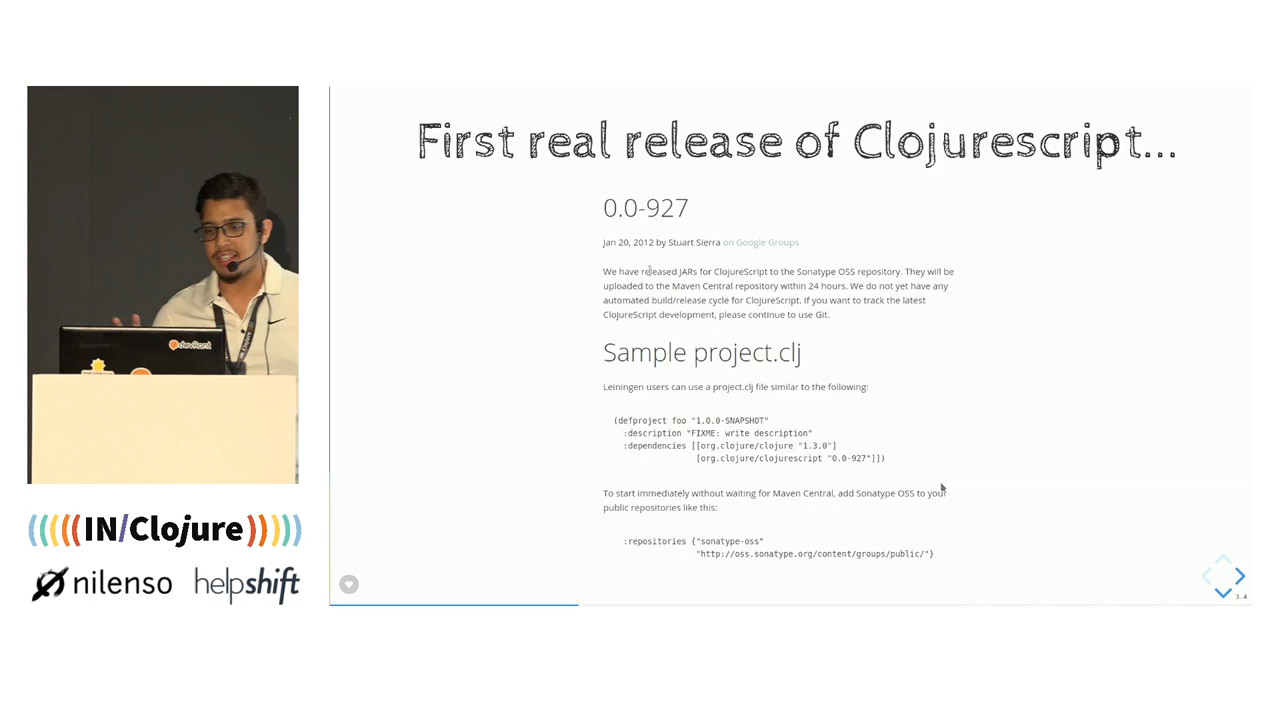 First real release of Clojurescript...
0.0-927
Jan 20, 2012 by Stuart Sierra on Google Groups
We have released JARs for ClojureScript to the Sonatype OSS repository. They will be
uploaded to the Maven Central repository within 24 hours. We do not yet have any
automated build/release cycle for ClojureScript. If you want to track the latest
ClojureScript development, please continue to use Git.
Sample project.clj
Leiningen users can use a project.clj file similar to the following:
(defproject foo "1.0.0-SNAPSHOT"
:description "FIXME: write description"
:dependencies [[org.clojure/clojure "1.3.0"]
[org.clojure/clojurescript "0.0-927"]])
To start immediately without waiting for Maven Central, add Sonatype OSS to your
public repositories like this:
:repositories {"sonatype-oss"
"http://oss.sonatype.org/content/groups/public/"}
3.4
devRant
((((IN/Clojure))))
nilenso helpshift